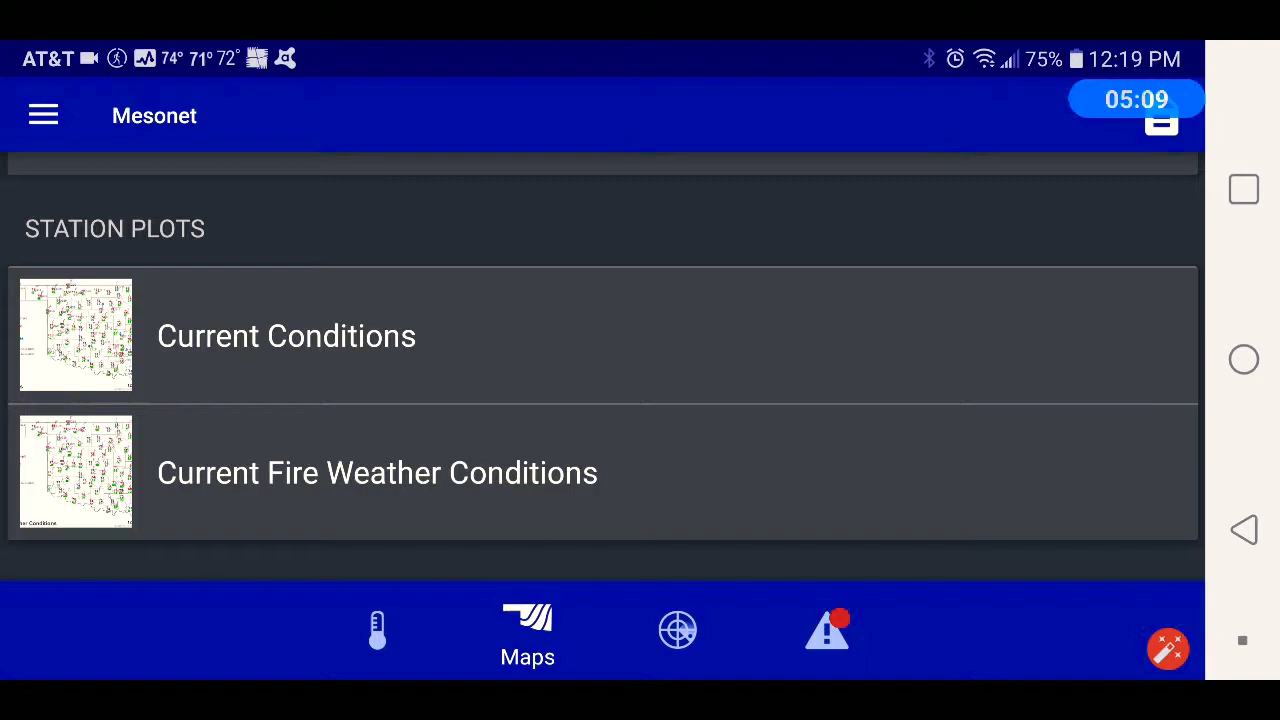 AT&T 74° 71° 72° 75% 12:19 PM
Mesonet
05:09
STATION PLOTS
Current Conditions
Current Fire Weather Conditions
Maps